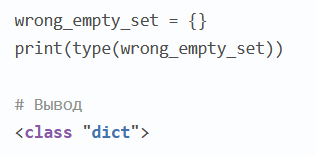 wrong_empty_set = {}
print(type(wrong_empty_set))
# Вывод
<class "dict">